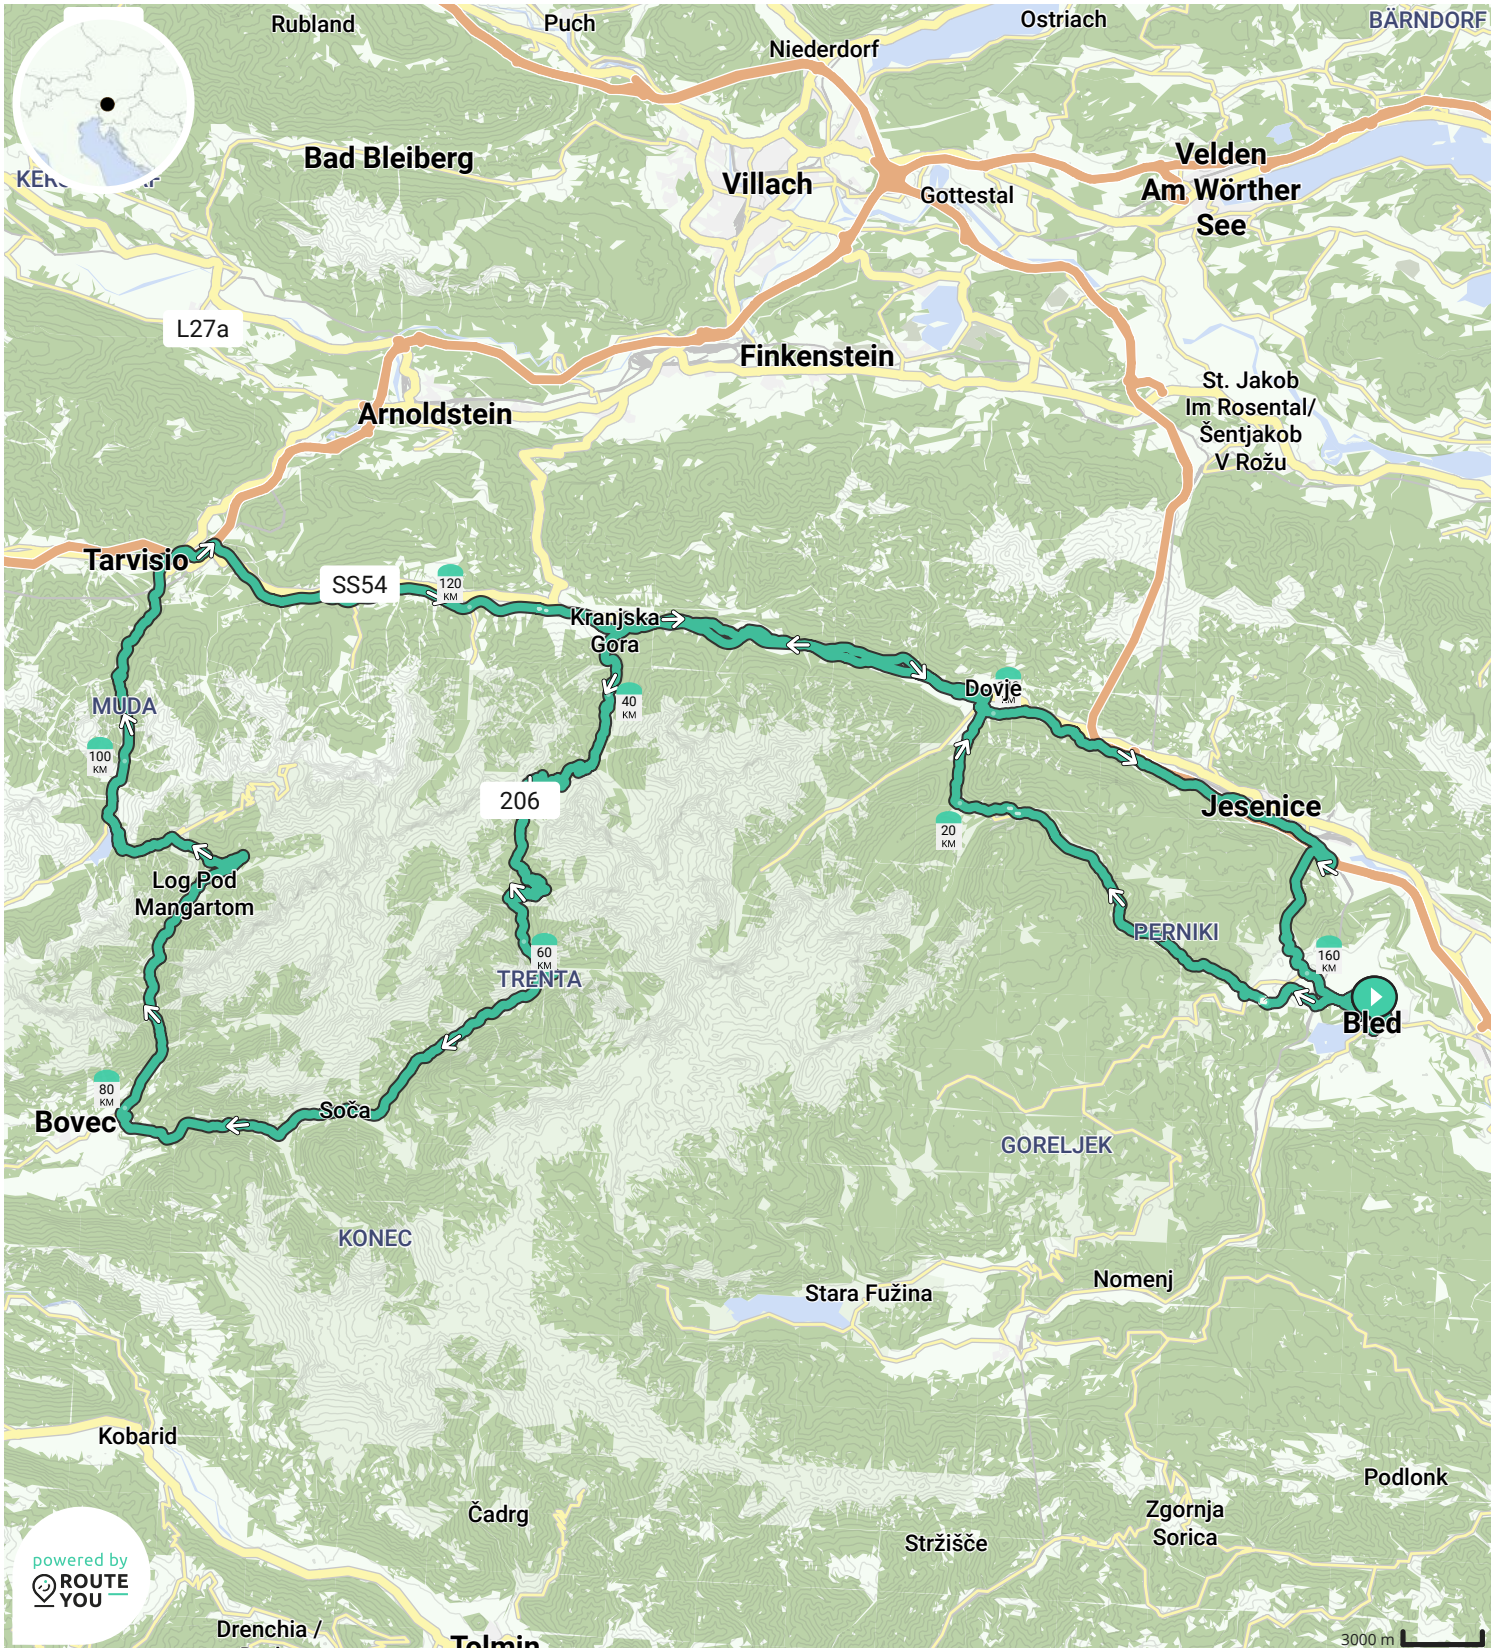 Rubland
Puch
Ostriach
BÄRNDORF
Niederdorf
Bad Bleiberg
Villach
Velden
Am Wörther
See
Gottestal
L27a
Finkenstein
Arnoldstein
St. Jakob
Im Rosental/
Šentjakob
V Rožu
Tarvisio
SS54
120
KM
Kranjska
Gora
Dovje
KM
MUDA
40
KM
100
KM
206
Jesenice
20
KM
Log Pod
Mangartom
PERNIKI
60
KM
TRENTA
160
KM
Bled
80
KM
Bovec
Soča
GORELJEK
KONEC
Stara Fužina
Nomenj
Kobarid
Podlonk
Čadrg
Zgornja
Sorica
Stržišče
powered by
ROUTE
YOU
Drenchia /
Tolmin
3000 m